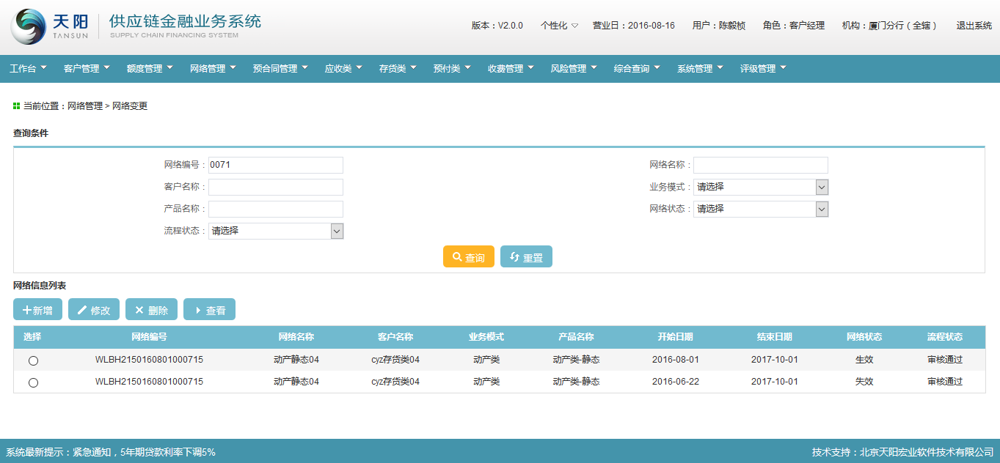 天阳 TANSUN 供应链金融业务系统 SUPPLY CHAIN FINANCING SYSTEM
版本：V2.0.0 个性化 营业日：2016-08-16 用户：陈毅桢 角色：客户经理 机构：厦门分行（全辖） 退出系统
工作台 客户管理 额度管理 网络管理 预合同管理 应收类 存货类 预付类 收费管理 风险管理 综合查询 系统管理 评级管理
当前位置：网络管理 > 网络变更
查询条件
网络编号：0071 网络名称：
客户名称： 业务模式：请选择
产品名称： 网络状态：请选择
流程状态：请选择
查询 重置
网络信息列表
新增 修改 删除 查看
选择 网络编号 网络名称 客户名称 业务模式 产品名称 开始日期 结束日期 网络状态 流程状态
WLBH2150160801000715 动产静态04 cyz存货类04 动产类 动产类-静态 2016-08-01 2017-10-01 生效 审核通过
WLBH2150160801000715 动产静态04 cyz存货类04 动产类 动产类-静态 2016-06-22 2017-10-01 失效 审核通过
系统最新提示：紧急通知，5年期贷款利率下调5% 技术支持：北京天阳宏业软件技术有限公司